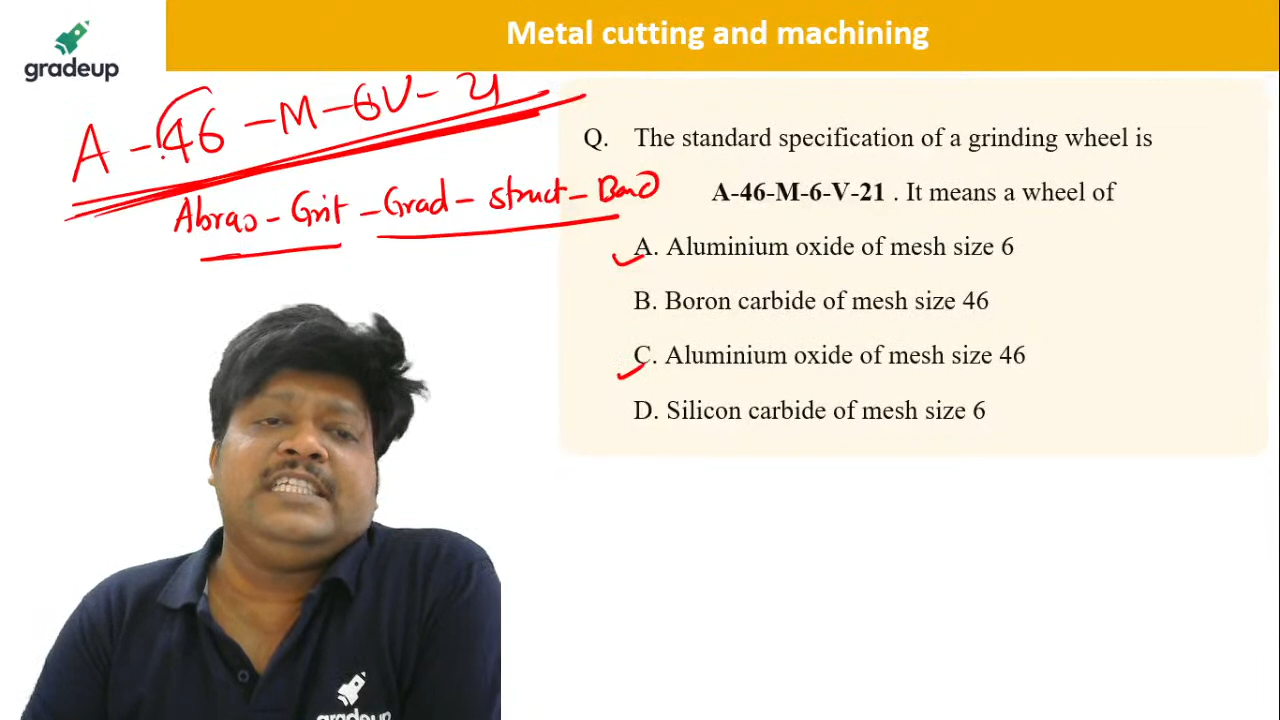 Metal cutting and machining
gradeup
A - 46 - M - 6V - 21
Abras - Grit - Grad - struct - Bond
Q. The standard specification of a grinding wheel is
A-46-M-6-V-21 . It means a wheel of
A. Aluminium oxide of mesh size 6
B. Boron carbide of mesh size 46
C. Aluminium oxide of mesh size 46
D. Silicon carbide of mesh size 6
gradeup